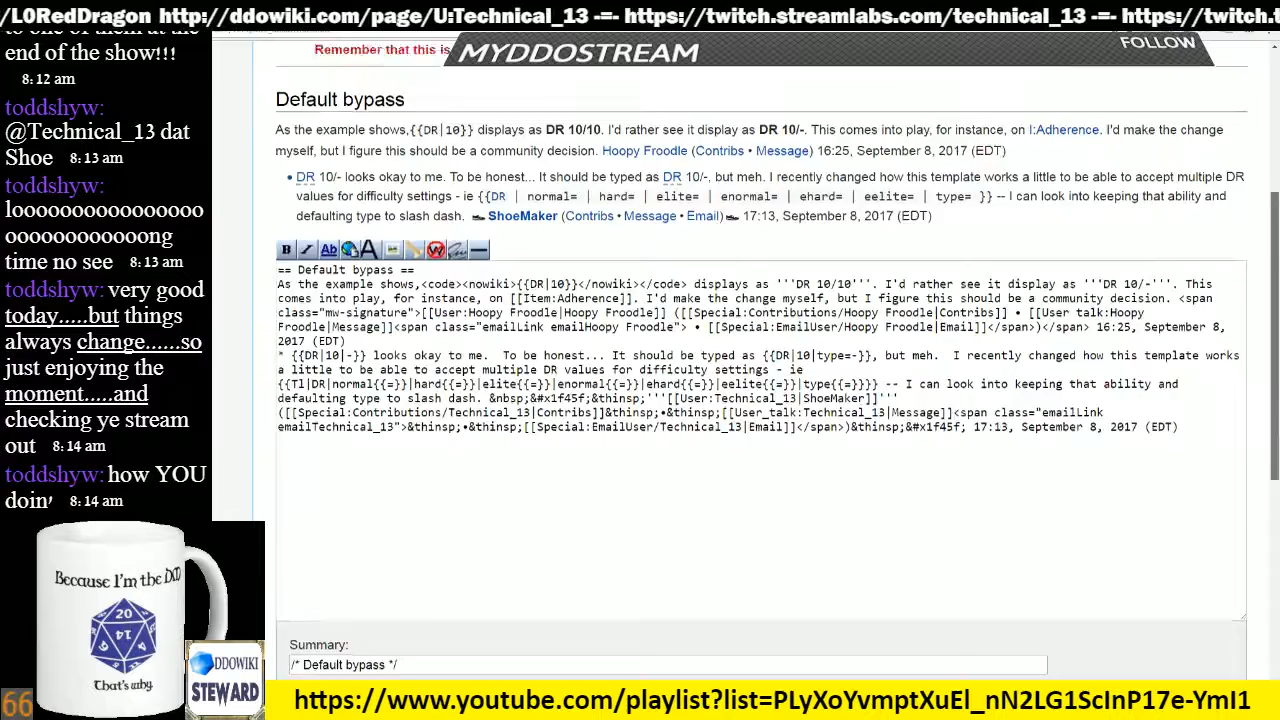 /L0RedDragon http://ddowiki.com/page/U:Technical_13 -=- https://twitch.streamlabs.com/technical_13 -=- https://twitch.t
to one of them at the
end of the show!!!
8:12 am
toddshyw:
@Technical_13 dat
Shoe 8:13 am
toddshyw:
looooooooooooooooo
ooooooooooooooong
time no see 8:13 am
toddshyw: very good
today.....but things
always change......so
just enjoying the
moment.....and
checking ye stream
out 8:14 am
toddshyw: how YOU
doin' 8:14 am
Because I'm the DM
20
14
That's why.
DDOWIKI
STEWARD
66
Remember that this is
MYDDOSTREAM
FOLLOW
Default bypass
As the example shows,{{DR|10}} displays as DR 10/10. I'd rather see it display as DR 10/-. This comes into play, for instance, on I:Adherence. I'd make the change
myself, but I figure this should be a community decision. Hoopy Froodle (Contribs • Message) 16:25, September 8, 2017 (EDT)
• DR 10/- looks okay to me. To be honest... It should be typed as DR 10/-, but meh. I recently changed how this template works a little to be able to accept multiple DR
values for difficulty settings - ie {{DR | normal= | hard= | elite= | enormal= | ehard= | eelite= | type= }} -- I can look into keeping that ability and
defaulting type to slash dash. 👟 ShoeMaker (Contribs • Message • Email) 👟 17:13, September 8, 2017 (EDT)
B I Ab A W
== Default bypass ==
As the example shows,<code><nowiki>{{DR|10}}</nowiki></code> displays as '''DR 10/10'''. I'd rather see it display as '''DR 10/-'''. This
comes into play, for instance, on [[Item:Adherence]]. I'd make the change myself, but I figure this should be a community decision. <span
class="mw-signature">[[User:Hoopy Froodle|Hoopy Froodle]] ([[Special:Contributions/Hoopy Froodle|Contribs]] • [[User talk:Hoopy
Froodle|Message]]<span class="emailLink emailHoopy Froodle"> • [[Special:EmailUser/Hoopy Froodle|Email]]</span>)</span> 16:25, September 8,
2017 (EDT)
* {{DR|10|-}} looks okay to me.  To be honest... It should be typed as {{DR|10|type=-}}, but meh.  I recently changed how this template works
a little to be able to accept multiple DR values for difficulty settings - ie
{{Tl|DR|normal{{=}}|hard{{=}}|elite{{=}}|enormal{{=}}|ehard{{=}}|eelite{{=}}|type{{=}}}} -- I can look into keeping that ability and
defaulting type to slash dash. &nbsp;&#x1f45f;&thinsp;'''[[User:Technical_13|ShoeMaker]]'''
([[Special:Contributions/Technical_13|Contribs]]&thinsp;•&thinsp;[[User_talk:Technical_13|Message]]<span class="emailLink
emailTechnical_13">&thinsp;•&thinsp;[[Special:EmailUser/Technical_13|Email]]</span>)&thinsp;&#x1f45f; 17:13, September 8, 2017 (EDT)
Summary:
/* Default bypass */
https://www.youtube.com/playlist?list=PLyXoYvmptXuEl_nN2LG1ScInP17e-YmI1